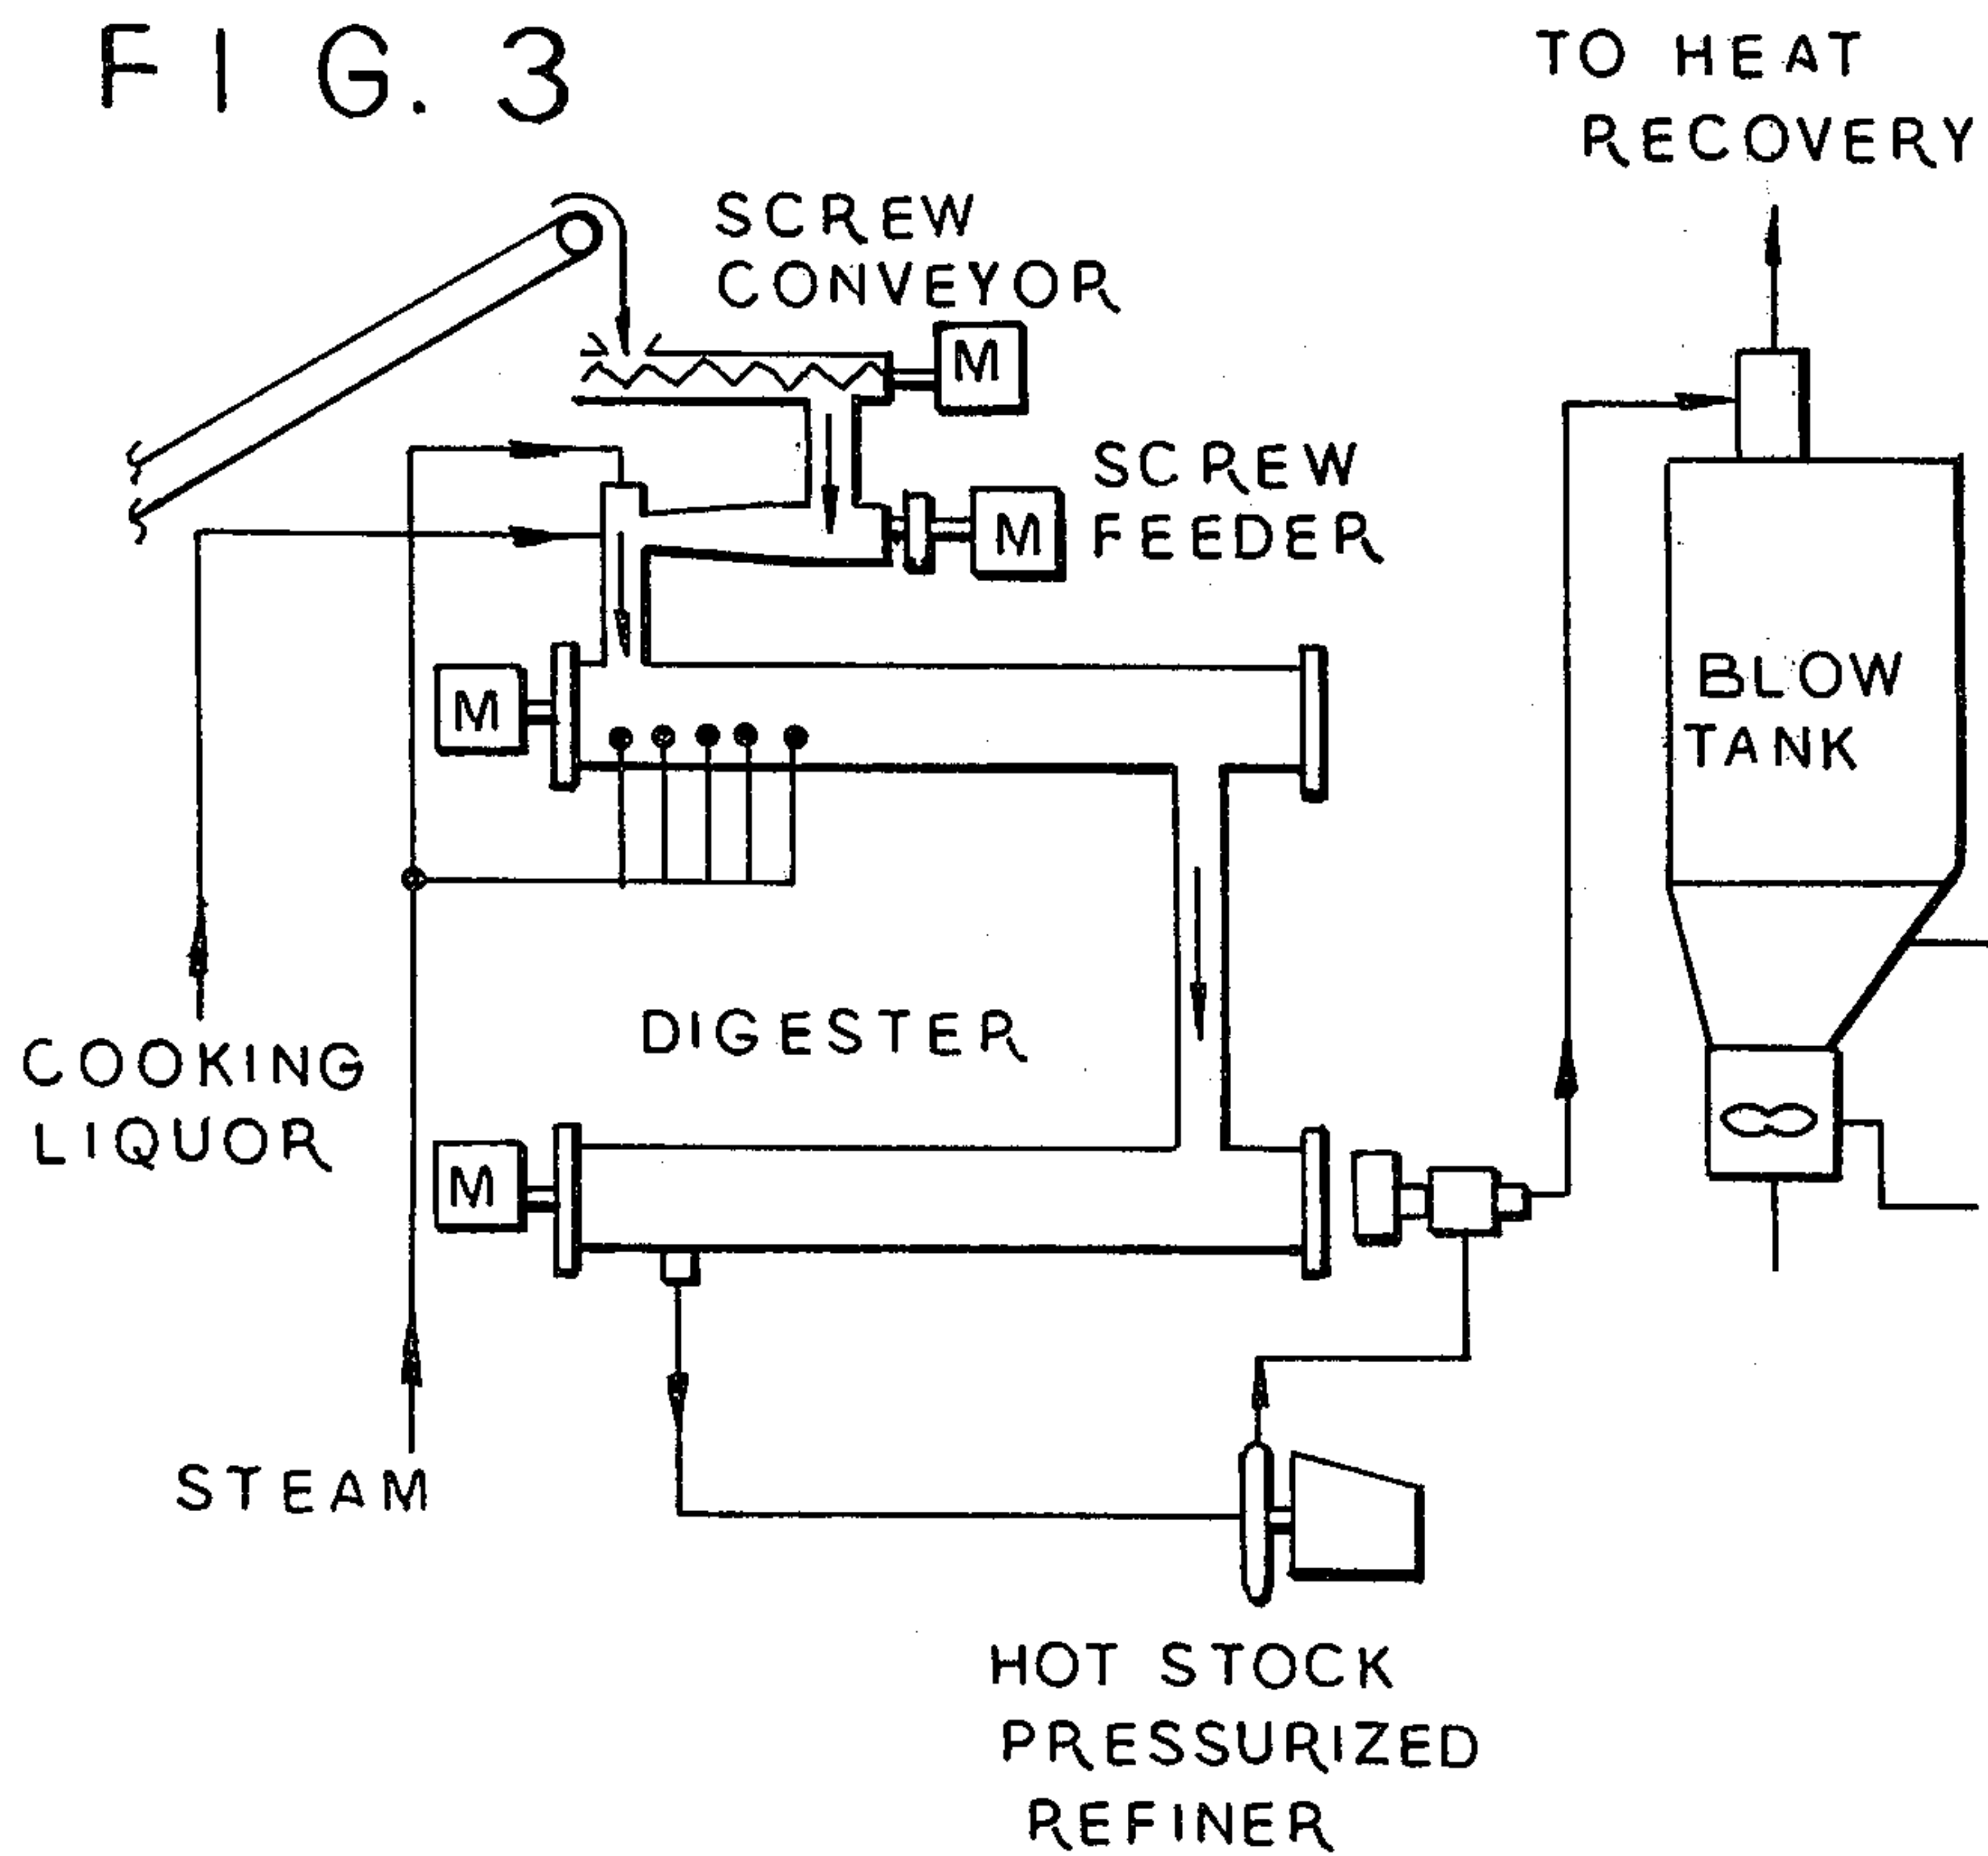 FIG. 3
TO HEAT
RECOVERY
SCREW
CONVEYOR
M
SCREW
FEEDER
M
M
BLOW
TANK
DIGESTER
COOKING
LIQUOR
M
STEAM
HOT STOCK
PRESSURIZED
REFINER